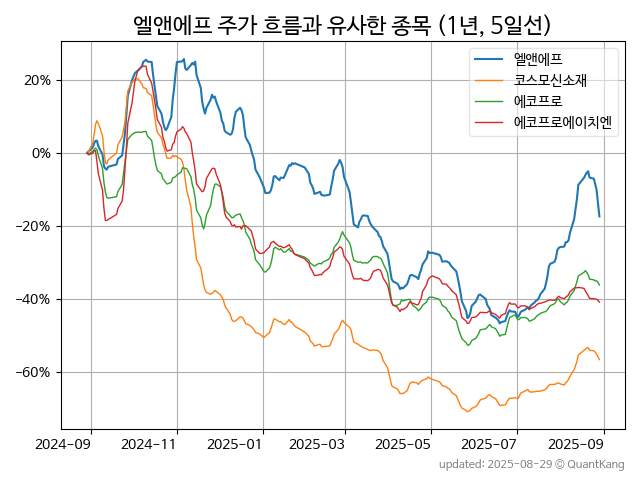 엘앤에프 주가 흐름과 유사한 종목 (1년, 5일선)
엘앤에프
코스모신소재
에코프로
에코프로에이치엔
20%
0%
−20%
−40%
−60%
2024-09
2024-11
2025-01
2025-03
2025-05
2025-07
2025-09
updated: 2025-08-29 © QuantKang